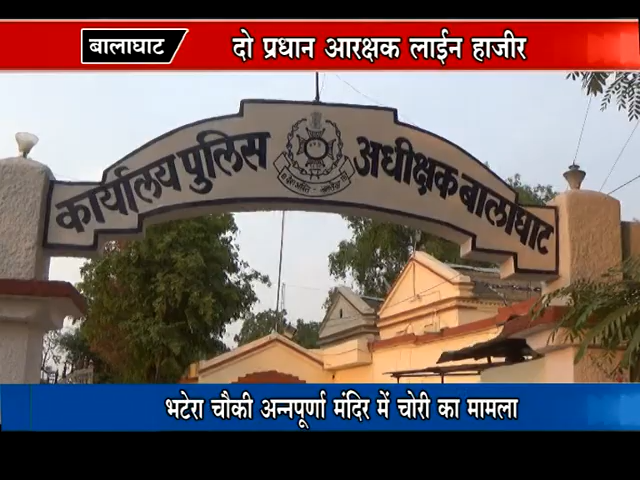 बालाघाट
दो प्रधान आरक्षक लाईन हाजीर
कार्यालय पुलिस अधीक्षक बालाघाट
भटेरा चौकी अन्नपूर्णा मंदिर में चोरी का मामला